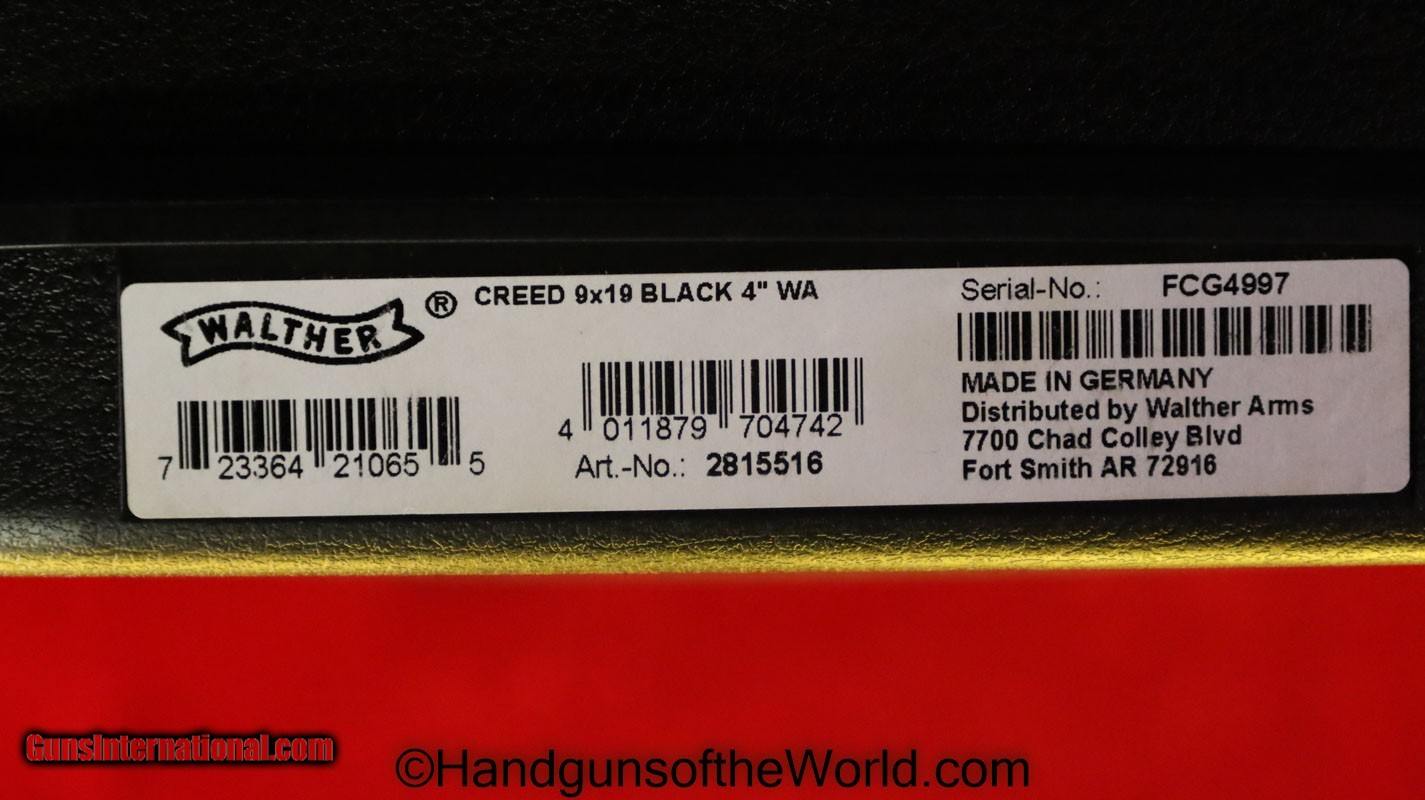 WALTHER ®
CREED 9x19 BLACK 4" WA
7 23364 21065 5
4 011879 704742
Art.-No.: 2815516
Serial-No.: FCG4997
MADE IN GERMANY
Distributed by Walther Arms
7700 Chad Colley Blvd
Fort Smith AR 72916
GunsInternational.com
©HandgunsoftheWorld.com